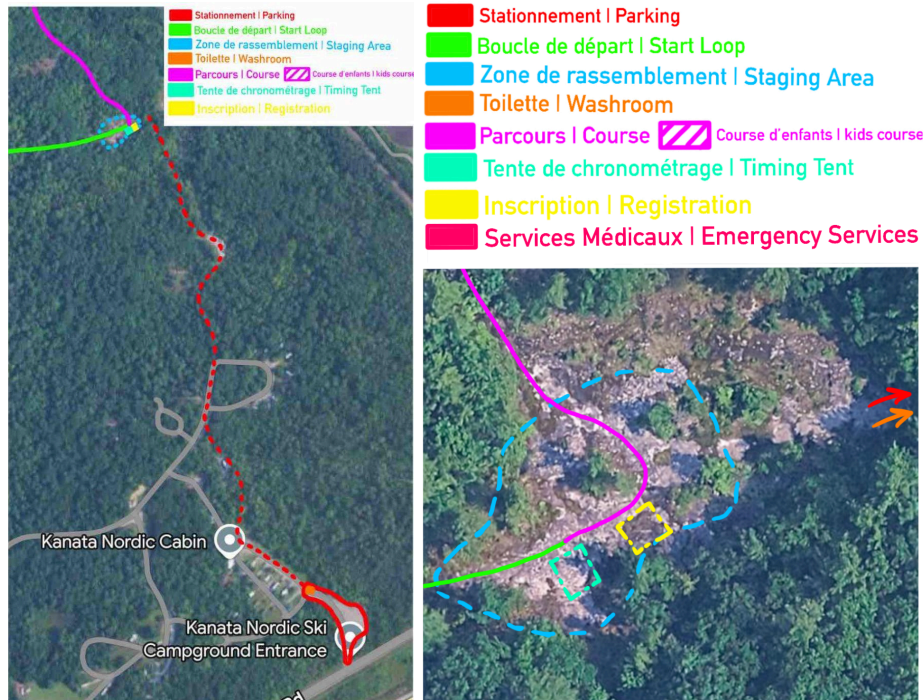 Stationnement | Parking
Boucle de départ | Start Loop
Zone de rassemblement | Staging Area
Toilette | Washroom
Parcours | Course Course d'enfants | kids course
Tente de chronométrage | Timing Tent
Inscription | Registration
Kanata Nordic Cabin
Kanata Nordic Ski
Campground Entrance
Rd
Stationnement | Parking
Boucle de départ | Start Loop
Zone de rassemblement | Staging Area
Toilette | Washroom
Parcours | Course Course d'enfants | kids course
Tente de chronométrage | Timing Tent
Inscription | Registration
Services Médicaux | Emergency Services